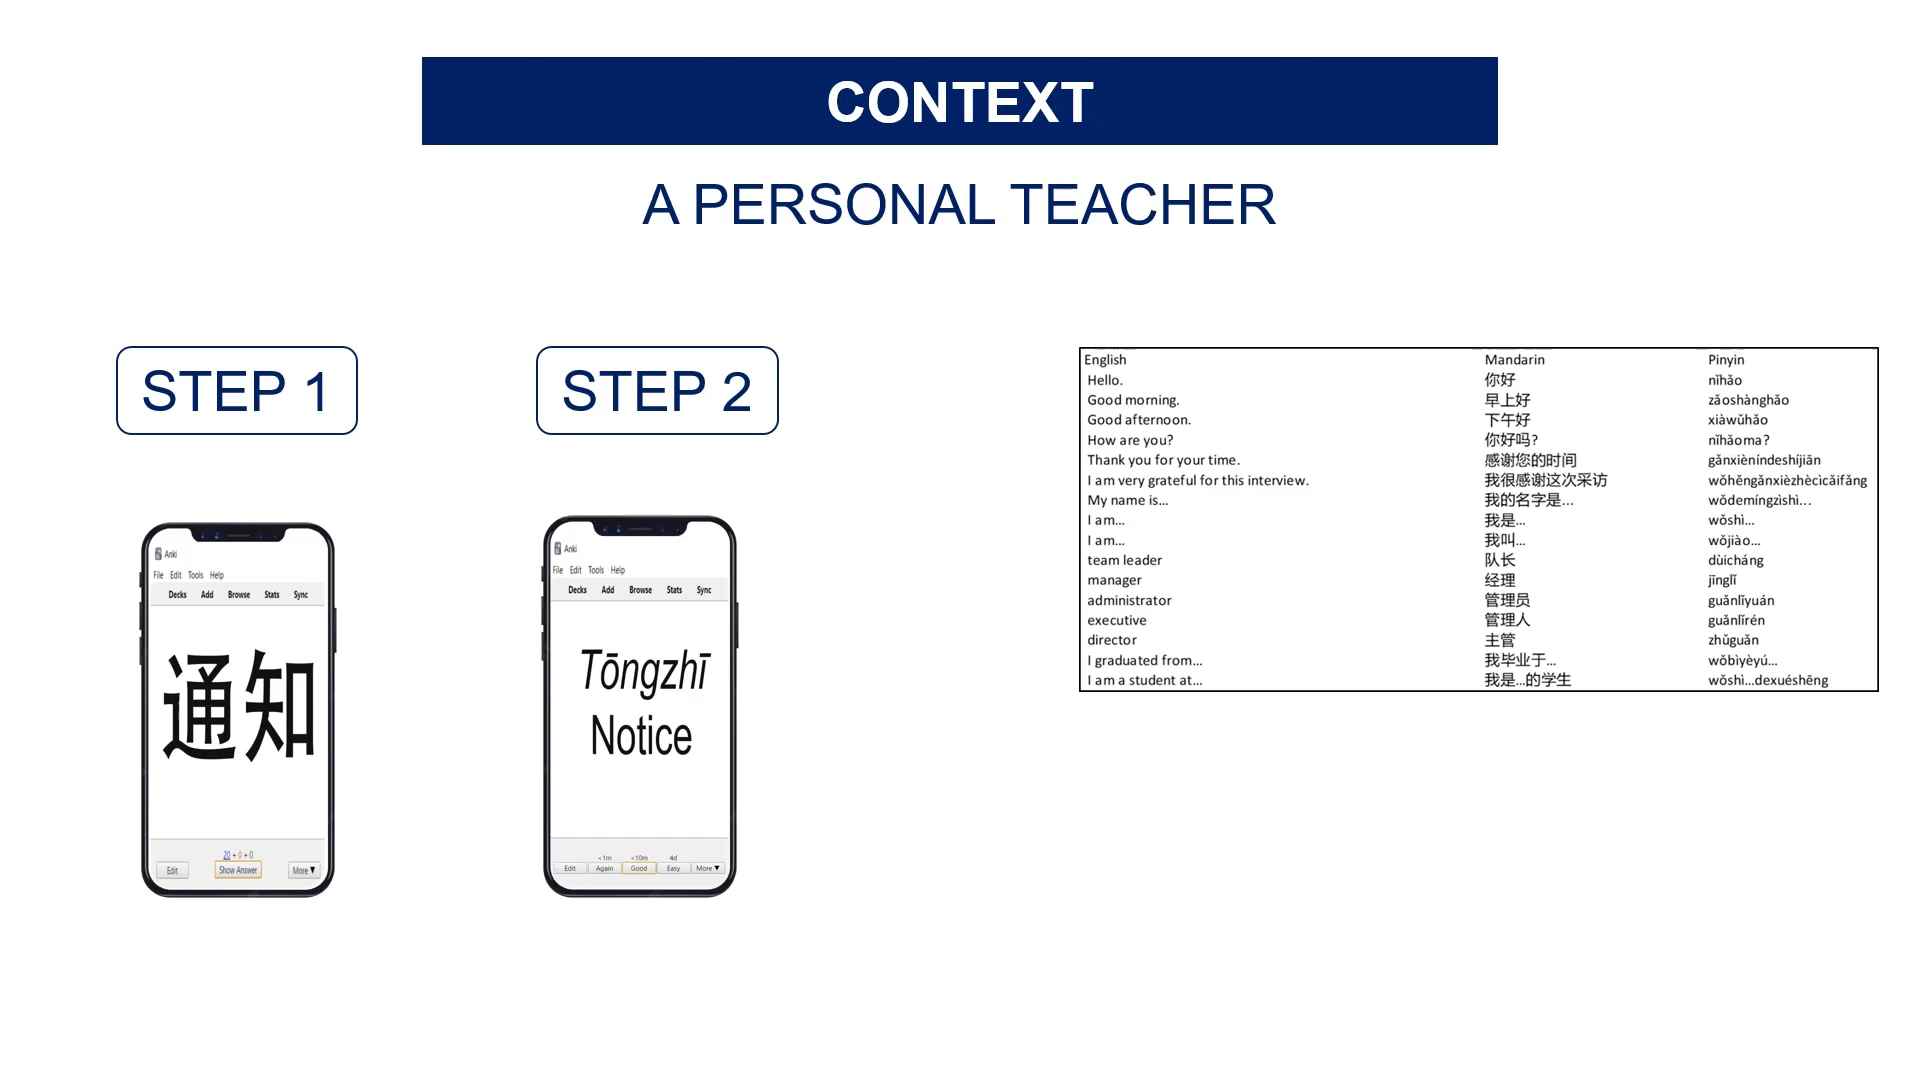 CONTEXT
A PERSONAL TEACHER
STEP 1
Anki
File Edit Tools Help
Decks Add Browse Stats Sync
通知
20 + 0 + 0
Edit Show Answer More ▼
STEP 2
Anki
File Edit Tools Help
Decks Add Browse Stats Sync
Tōngzhī
Notice
<1m <10m 4d
Edit Again Good Easy More ▼
English Mandarin Pinyin
Hello. 你好 nǐhǎo
Good morning. 早上好 zǎoshànghǎo
Good afternoon. 下午好 xiàwǔhǎo
How are you? 你好吗? nǐhǎoma?
Thank you for your time. 感谢您的时间 gǎnxièníndeshíjiān
I am very grateful for this interview. 我很感谢这次采访 wǒhěngǎnxièzhècìcǎifǎng
My name is... 我的名字是... wǒdemíngzìshì...
I am... 我是... wǒshì...
I am... 我叫... wǒjiào...
team leader 队长 dùicháng
manager 经理 jīnglǐ
administrator 管理员 guǎnlǐyuán
executive 管理人 guǎnlǐrén
director 主管 zhǔguǎn
I graduated from... 我毕业于... wǒbìyèyú...
I am a student at... 我是...的学生 wǒshì...dexuéshēng